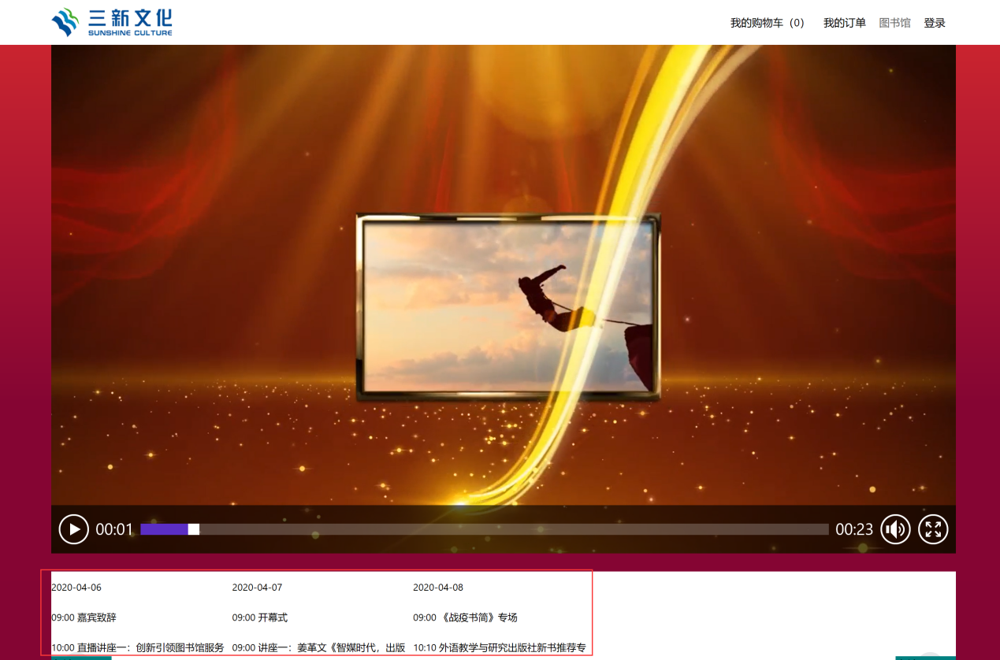 三新文化
SUNSHINE CULTURE
我的购物车（0） 我的订单 图书馆 登录
00:01
00:23
2020-04-06 2020-04-07 2020-04-08
09:00 嘉宾致辞 09:00 开幕式 09:00 《战疫书简》专场
10:00 直播讲座一：创新引领图书馆服务 09:00 讲座一：姜革文《智媒时代，出版 10:10 外语教学与研究出版社新书推荐专